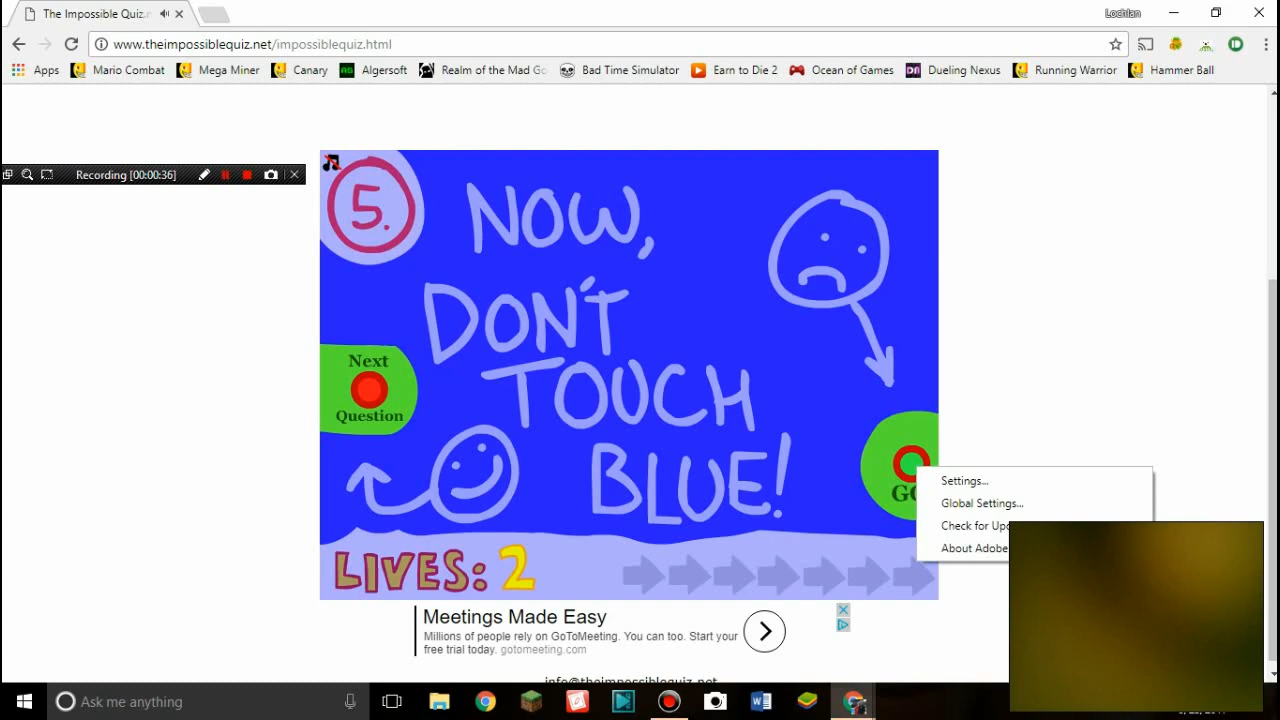 The Impossible Quiz.n
Lochlan
www.theimpossiblequiz.net/impossiblequiz.html
Apps Mario Combat Mega Miner Canary Algersoft Realm of the Mad Go Bad Time Simulator Earn to Die 2 Ocean of Games Dueling Nexus Running Warrior Hammer Ball
Recording [00:00:36]
5.
NOW,
DON'T
TOUCH
BLUE!
Next
Question
GO
Settings...
Global Settings...
Check for Upd
About Adobe
LIVES: 2
Meetings Made Easy
Millions of people rely on GoToMeeting. You can too. Start your
free trial today. gotomeeting.com
info@theimpossiblequiz.net
Ask me anything